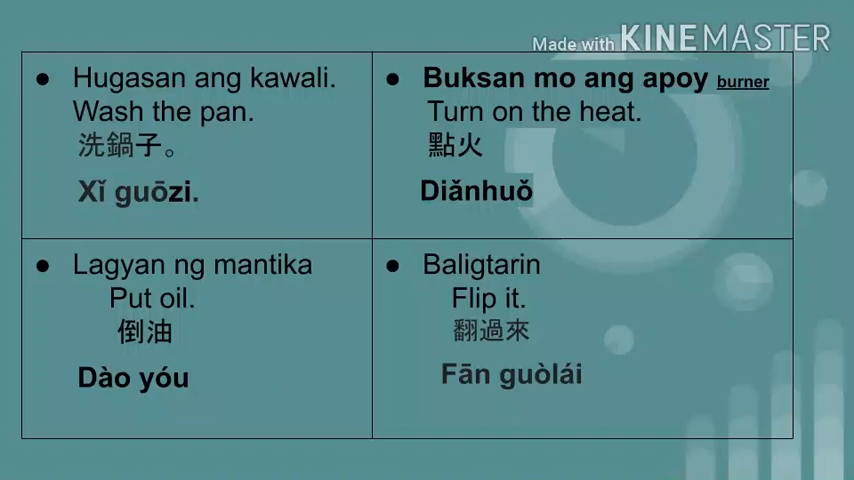 Made with KINEMASTER
● Hugasan ang kawali.
Wash the pan.
洗鍋子。
Xǐ guōzi.
● Buksan mo ang apoy burner
Turn on the heat.
點火
Diǎnhuǒ
● Lagyan ng mantika
Put oil.
倒油
Dào yóu
● Baligtarin
Flip it.
翻過來
Fān guòlái